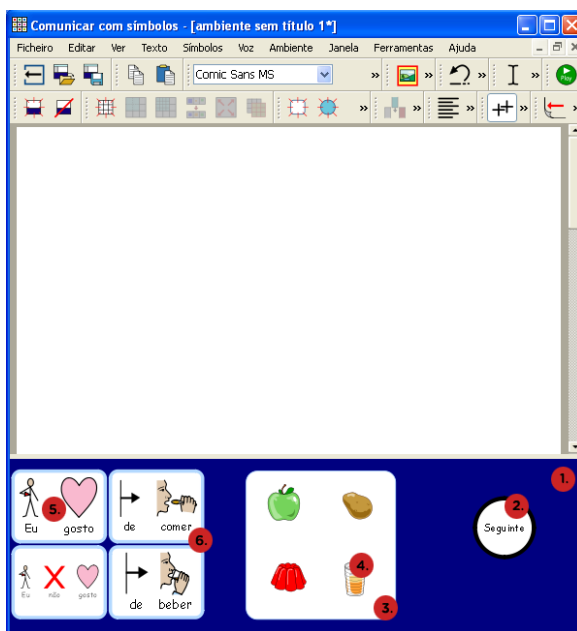 Comunicar com símbolos - [ambiente sem título 1*]
Ficheiro Editar Ver Texto Símbolos Voz Ambiente Janela Ferramentas Ajuda
Comic Sans MS
Play
1.
5.
2.
Eu gosto
de comer
Seguinte
6.
4.
Eu não gosto
de beber
3.